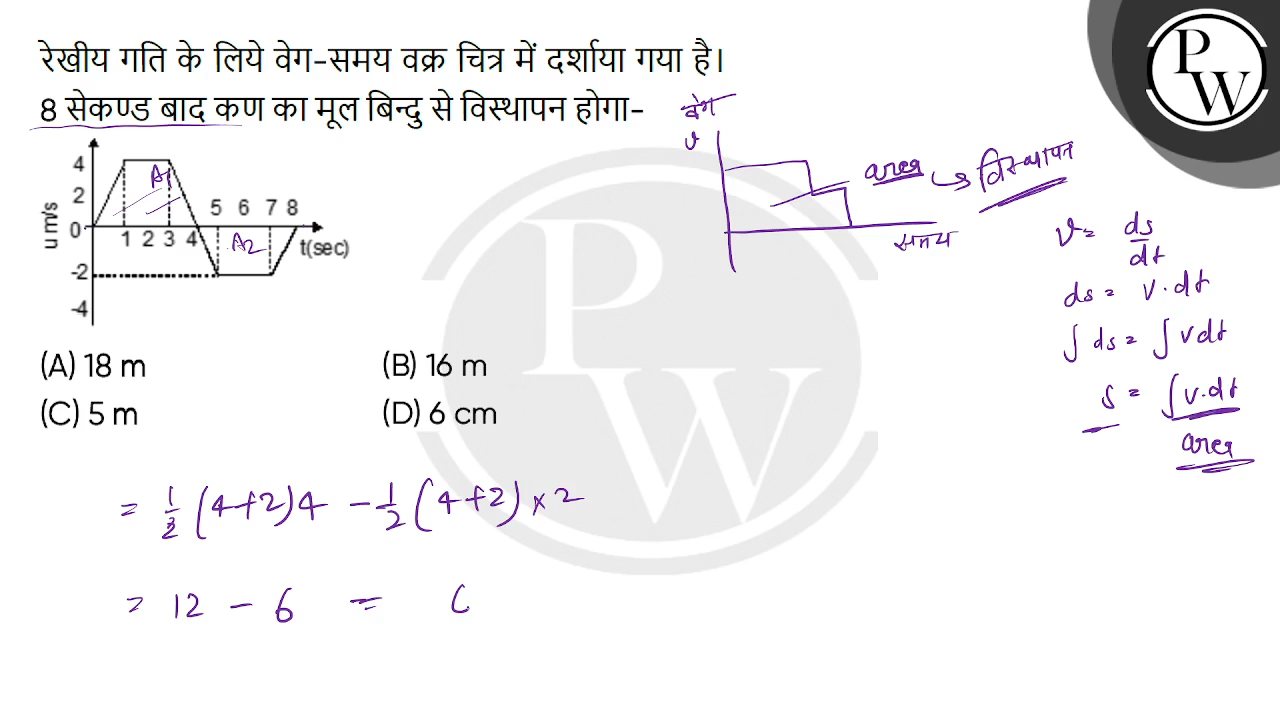 रेखीय गति के लिये वेग-समय वक्र चित्र में दर्शाया गया है।
8 सेकण्ड बाद कण का मूल बिन्दु से विस्थापन होगा-
4
2
0
-2
-4
u m/s
1 2 3 4
5 6 7 8
t(sec)
A1
A2
वेग
v
area → विस्थापन
समय
v = ds/dt
ds = v.dt
∫ ds = ∫ vdt
s = ∫ v.dt
area
(A) 18 m
(B) 16 m
(C) 5 m
(D) 6 cm
= 1/2 (4+2)4 - 1/2 (4+2) × 2
= 12 - 6 =
P
W
P
W